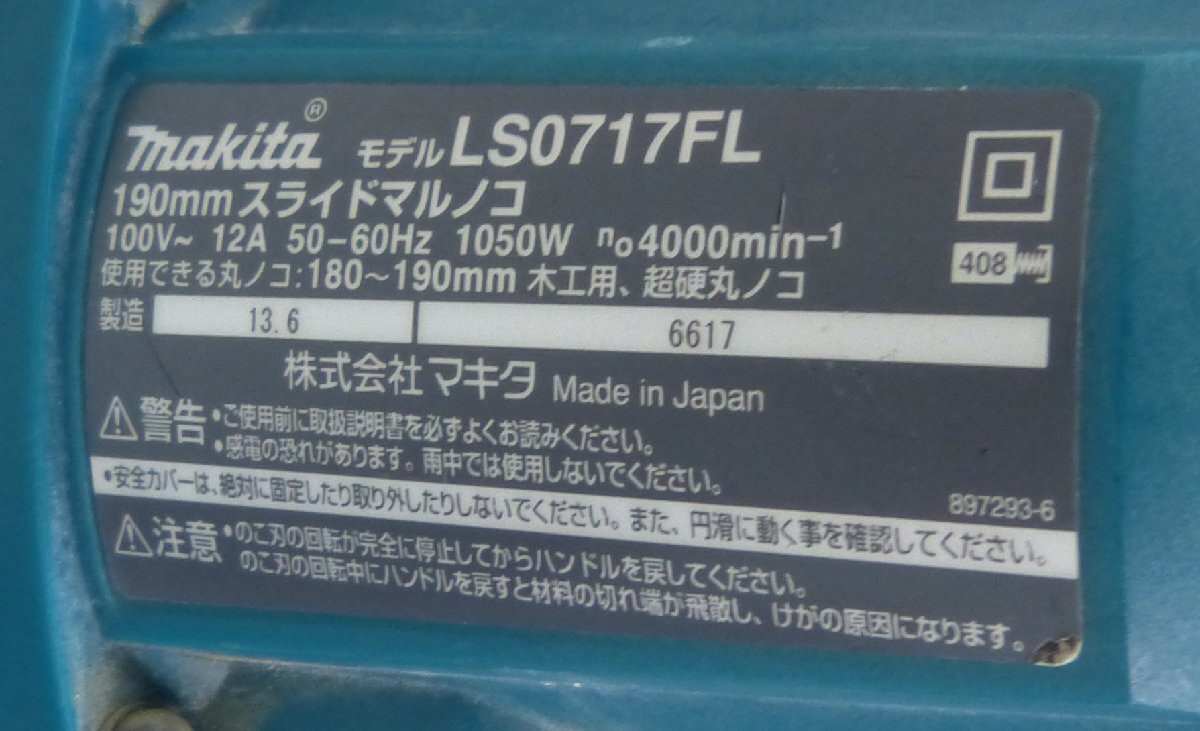 makita® モデル LS0717FL
190mm スライドマルノコ
100V~ 12A 50-60Hz 1050W n₀4000min⁻¹
使用できる丸ノコ:180~190mm 木工用、超硬丸ノコ
408
製造 13.6 6617
株式会社マキタ Made in Japan
⚠警告 •ご使用前に取扱説明書を必ずよくお読みください。
•感電の恐れがあります。雨中では使用しないでください。
897293-6
•安全カバーは、絶対に固定したり取り外したりしないでください。また、円滑に動く事を確認してください。
⚠注意 •のこ刃の回転が完全に停止してからハンドルを戻してください。
のこ刃の回転中にハンドルを戻すと材料の切れ端が飛散し、けがの原因になります。